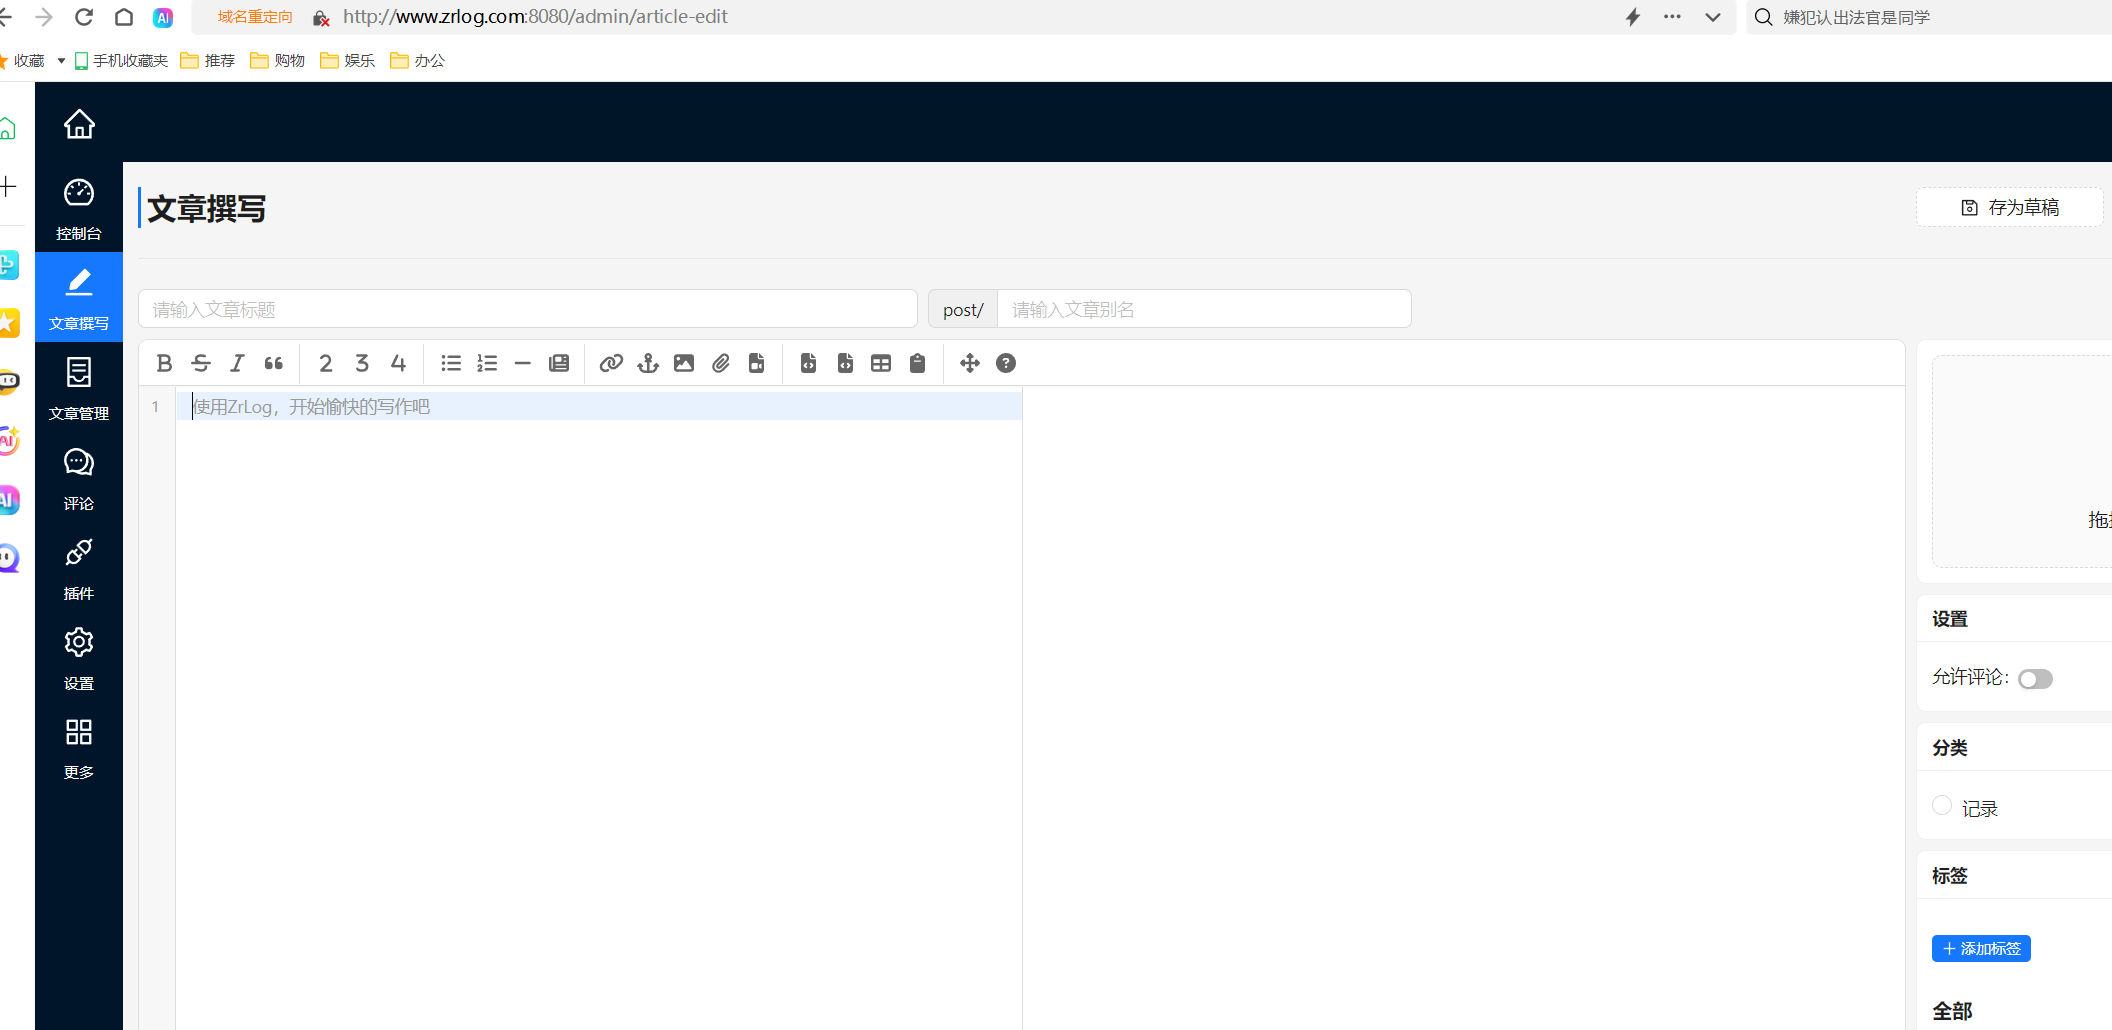 域名重定向 http://www.zrlog.com:8080/admin/article-edit 嫌犯认出法官是同学
收藏 手机收藏夹 推荐 购物 娱乐 办公
控制台
文章撰写
文章管理
评论
插件
设置
更多
文章撰写
存为草稿
请输入文章标题 post/ 请输入文章别名
B S I 2 3 4
1 使用ZrLog，开始愉快的写作吧
设置
允许评论:
分类
记录
标签
+ 添加标签
全部
AI
AI
AI